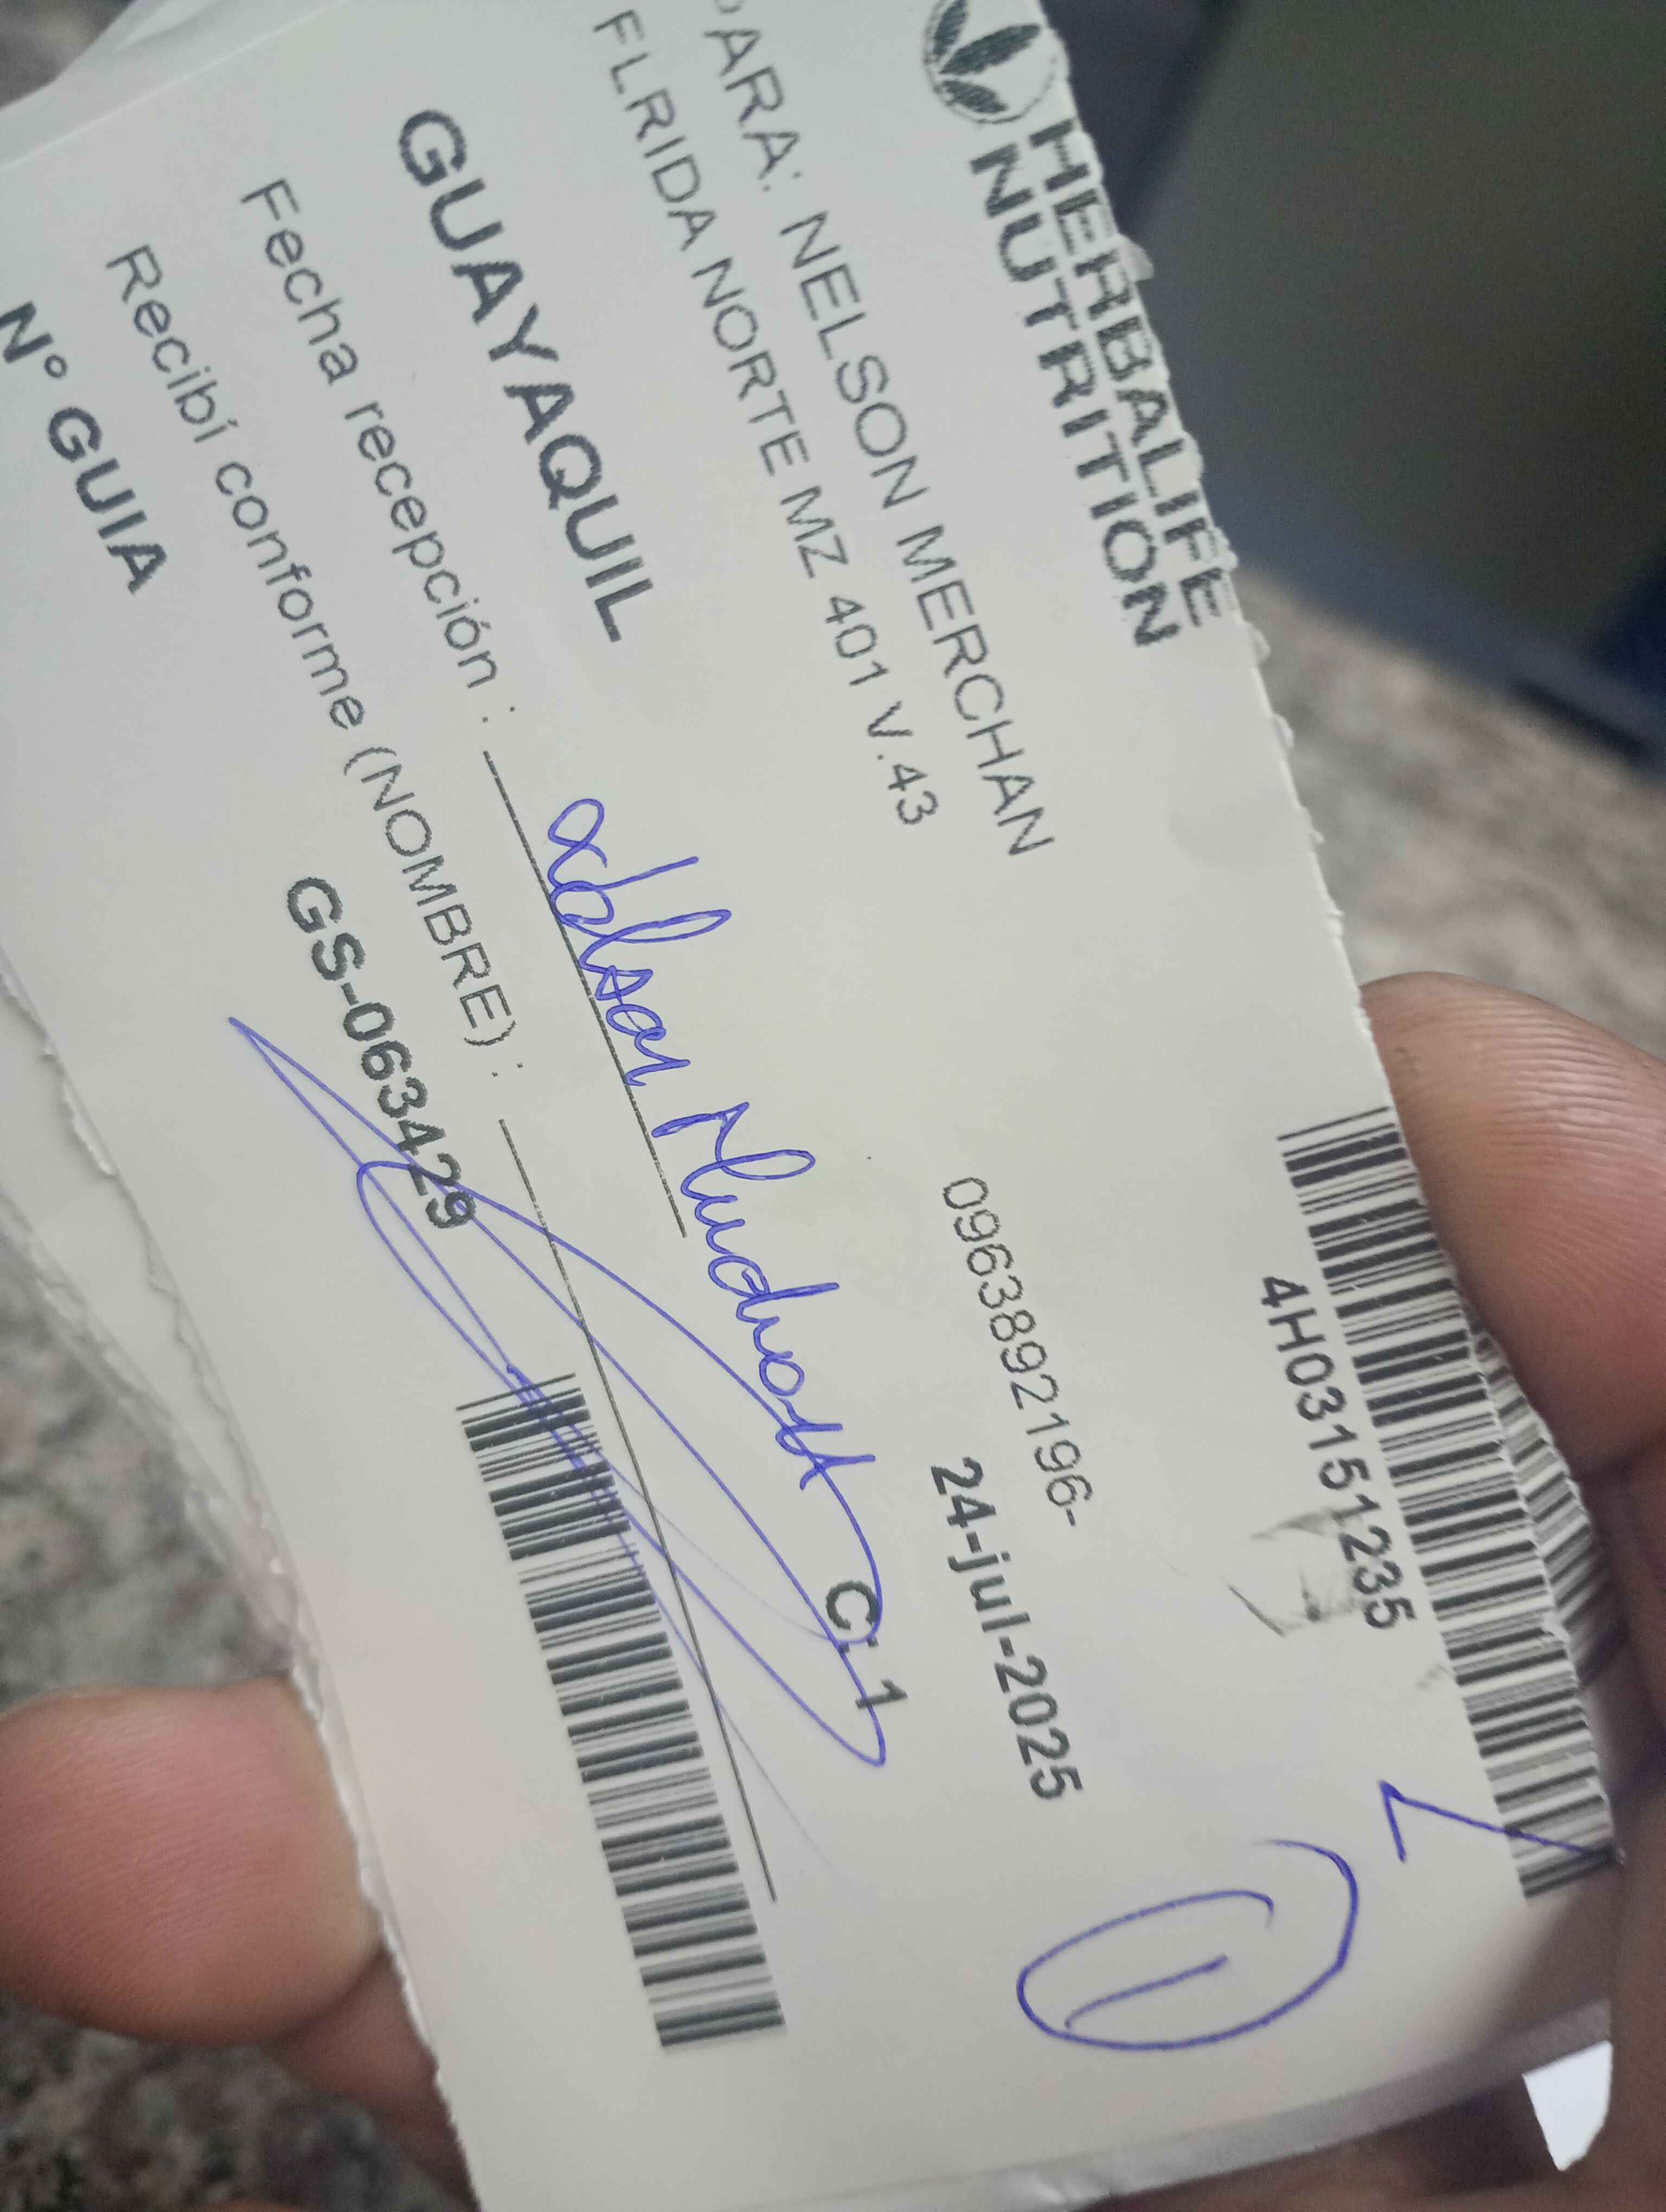 HERBALIFE
NUTRITION
4H03151235
PARA: NELSON MERCHAN
0963892196-
FLRIDA NORTE MZ 401 V.43
24-jul-2025
GUAYAQUIL
C.1
Fecha recepción :
Recibí conforme (NOMBRE) :
N° GUIA
GS-063429
1